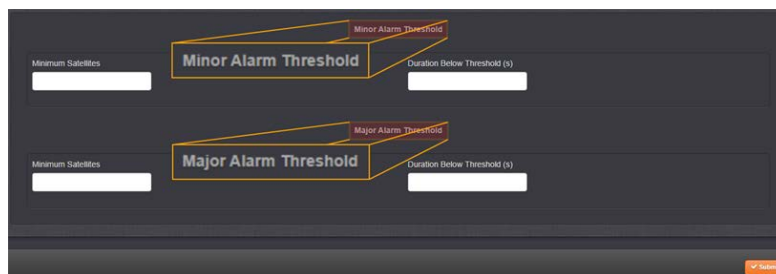 Minor Alarm Threshold
Minor Alarm Threshold
Minimum Satellites
Duration Below Threshold (s)
Major Alarm Threshold
Major Alarm Threshold
Minimum Satellites
Duration Below Threshold (s)